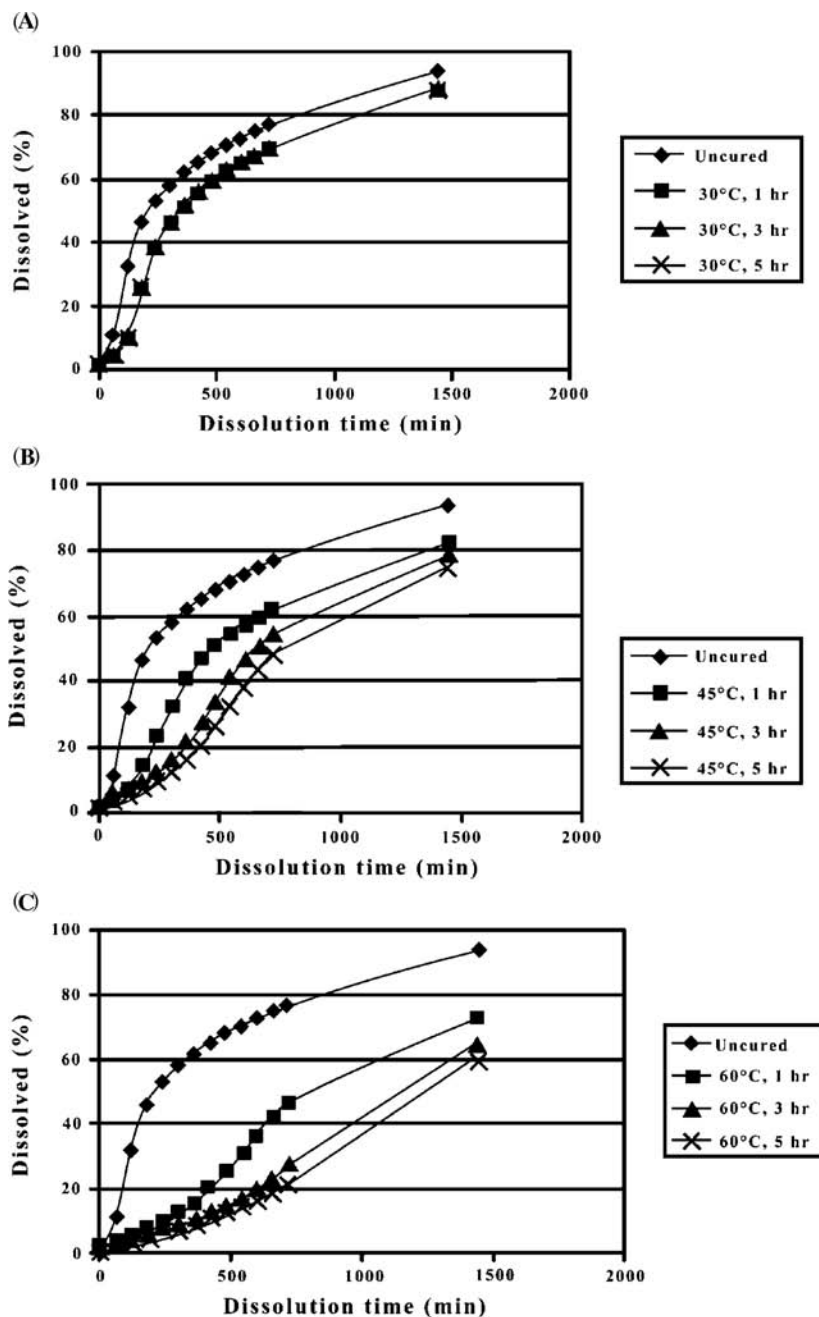 (A)
100
80
60
40
20
0
Dissolved (%)
0 500 1000 1500 2000
Dissolution time (min)
Uncured
30°C, 1 hr
30°C, 3 hr
30°C, 5 hr
(B)
100
80
60
40
20
0
Dissolved (%)
0 500 1000 1500 2000
Dissolution time (min)
Uncured
45°C, 1 hr
45°C, 3 hr
45°C, 5 hr
(C)
100
80
60
40
20
0
Dissolved (%)
0 500 1000 1500 2000
Dissolution time (min)
Uncured
60°C, 1 hr
60°C, 3 hr
60°C, 5 hr